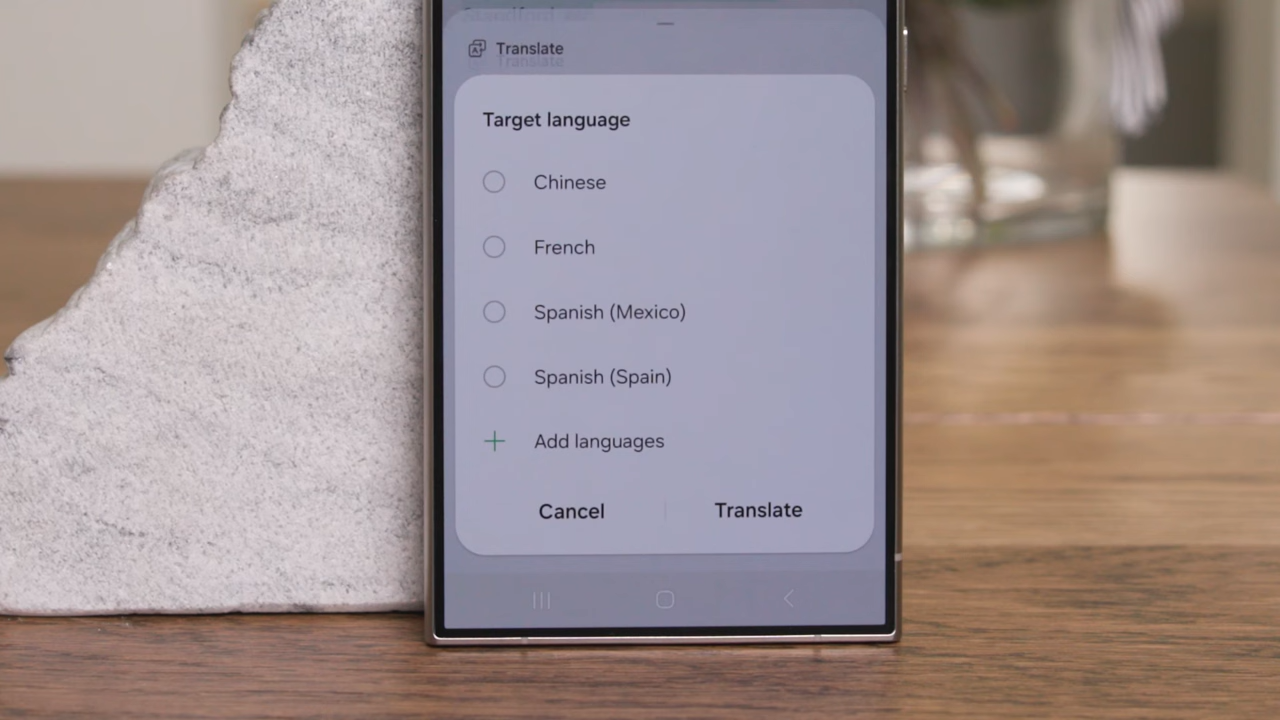 Translate
Target language
Chinese
French
Spanish (Mexico)
Spanish (Spain)
Add languages
Cancel
Translate